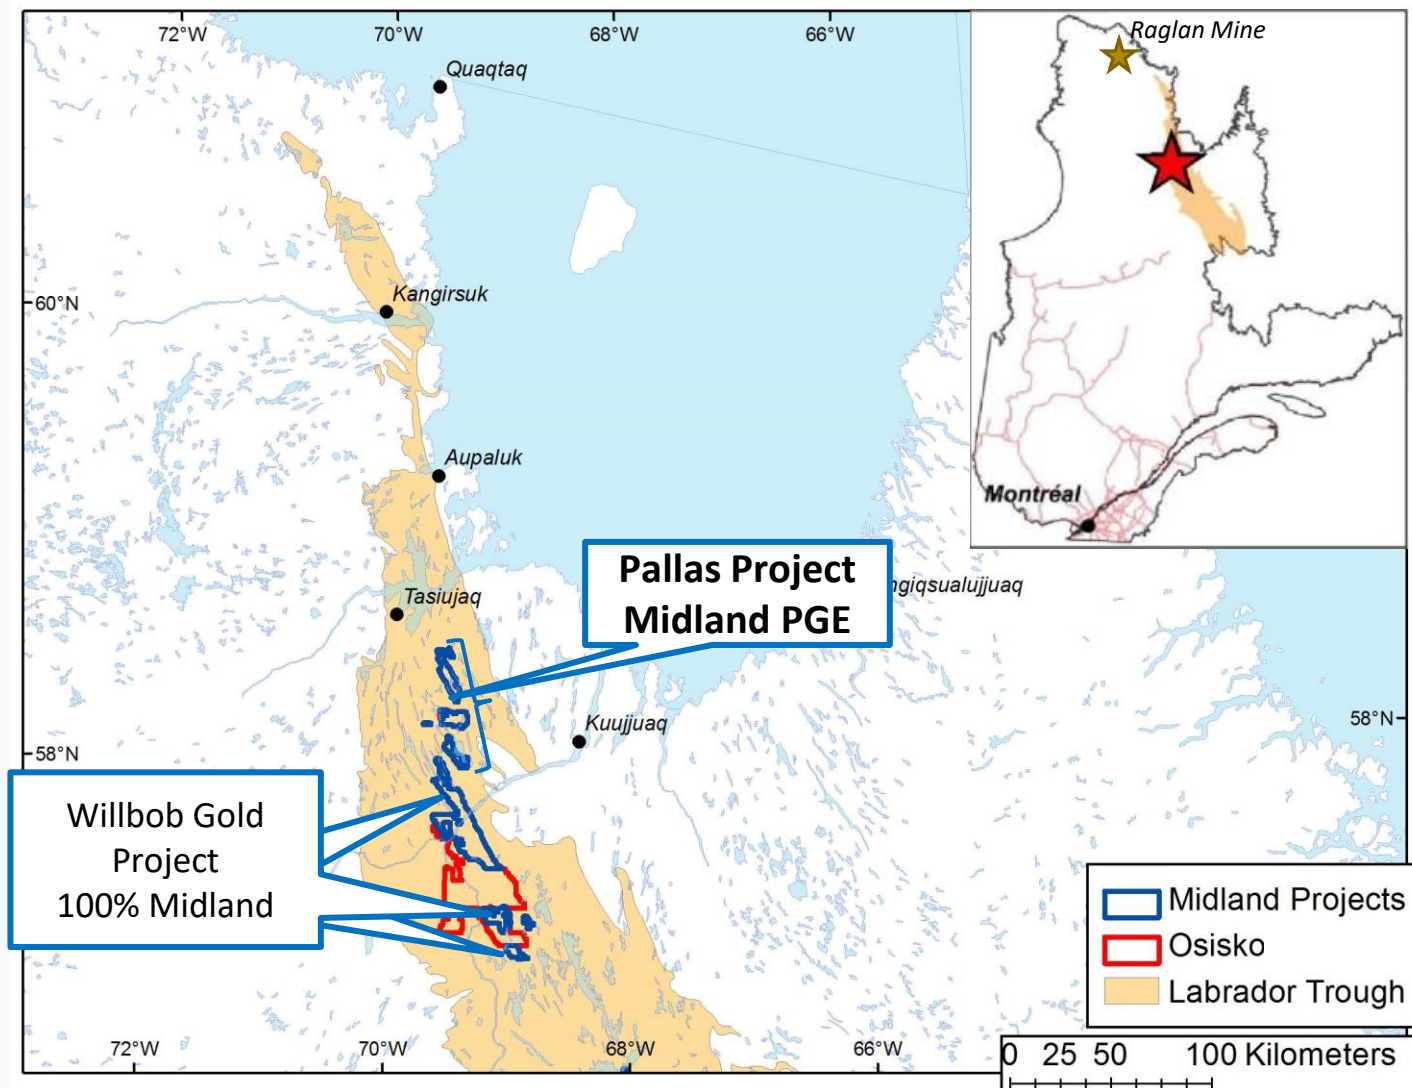 72°W
70°W
68°W
66°W
Raglan Mine
Quaqtaq
60°N
Kangirsuk
Aupaluk
Montréal
Pallas Project
Midland PGE
ngiqsualujjuaq
Tasiujaq
58°N
Kuujjuaq
58°N
Willbob Gold
Project
100% Midland
Midland Projects
Osisko
Labrador Trough
72°W
70°W
68°W
66°W
0 25 50 100 Kilometers